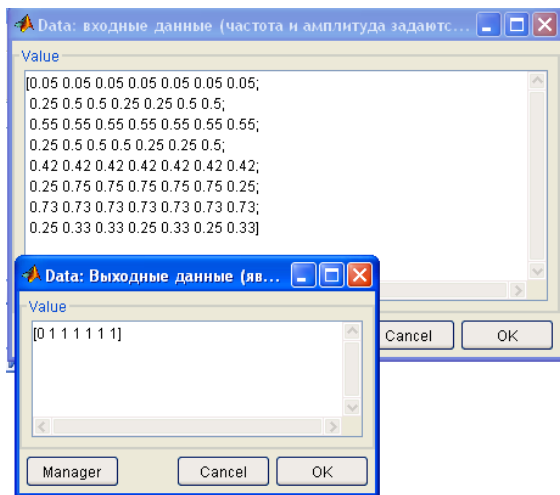 Data: входные данные (частота и амплитуда задаютс...
Value
[0.05 0.05 0.05 0.05 0.05 0.05 0.05;
0.25 0.5 0.5 0.25 0.25 0.5 0.5;
0.55 0.55 0.55 0.55 0.55 0.55 0.55;
0.25 0.5 0.5 0.5 0.25 0.25 0.5;
0.42 0.42 0.42 0.42 0.42 0.42 0.42;
0.25 0.75 0.75 0.75 0.75 0.75 0.25;
0.73 0.73 0.73 0.73 0.73 0.73 0.73;
0.25 0.33 0.33 0.25 0.33 0.25 0.33]
Cancel OK
Data: Выходные данные (яв...
Value
[0 1 1 1 1 1 1]
Manager Cancel OK